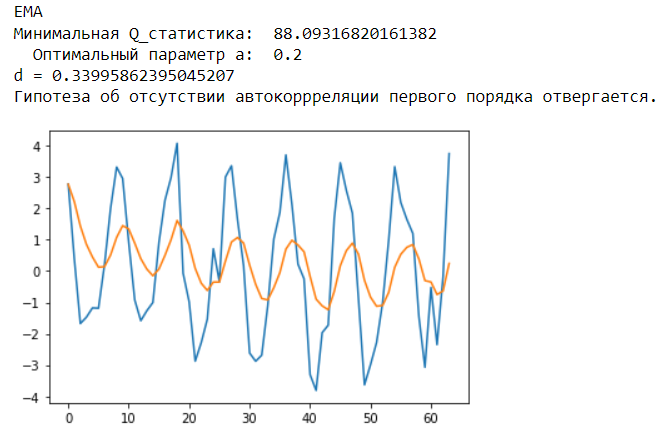 EMA
Минимальная Q_статистика:  88.09316820161382
  Оптимальный параметр a:  0.2
d = 0.33995862395045207
Гипотеза об отсутствии автокоррреляции первого порядка отвергается.
4
3
2
1
0
−1
−2
−3
−4
0 10 20 30 40 50 60